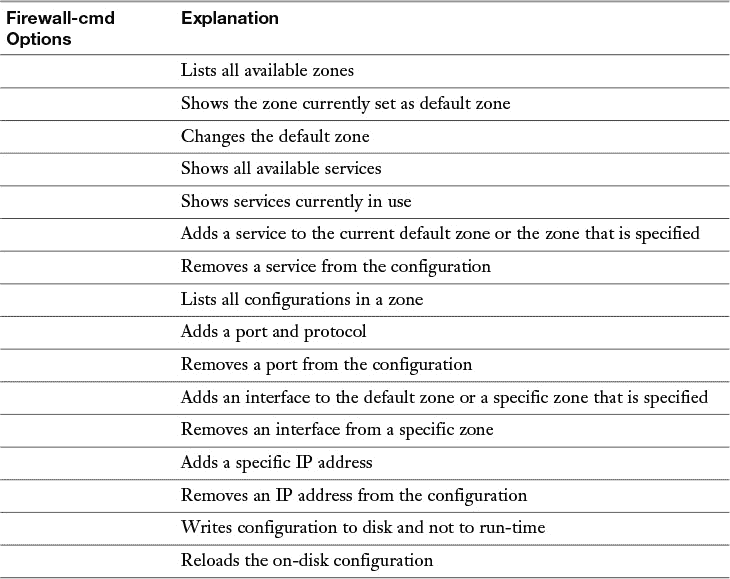 Firewall-cmd Explanation
Options
Lists all available zones
Shows the zone currently set as default zone
Changes the default zone
Shows all available services
Shows services currently in use
Adds a service to the current default zone or the zone that is specified
Removes a service from the configuration
Lists all configurations in a zone
Adds a port and protocol
Removes a port from the configuration
Adds an interface to the default zone or a specific zone that is specified
Removes an interface from a specific zone
Adds a specific IP address
Removes an IP address from the configuration
Writes configuration to disk and not to run-time
Reloads the on-disk configuration